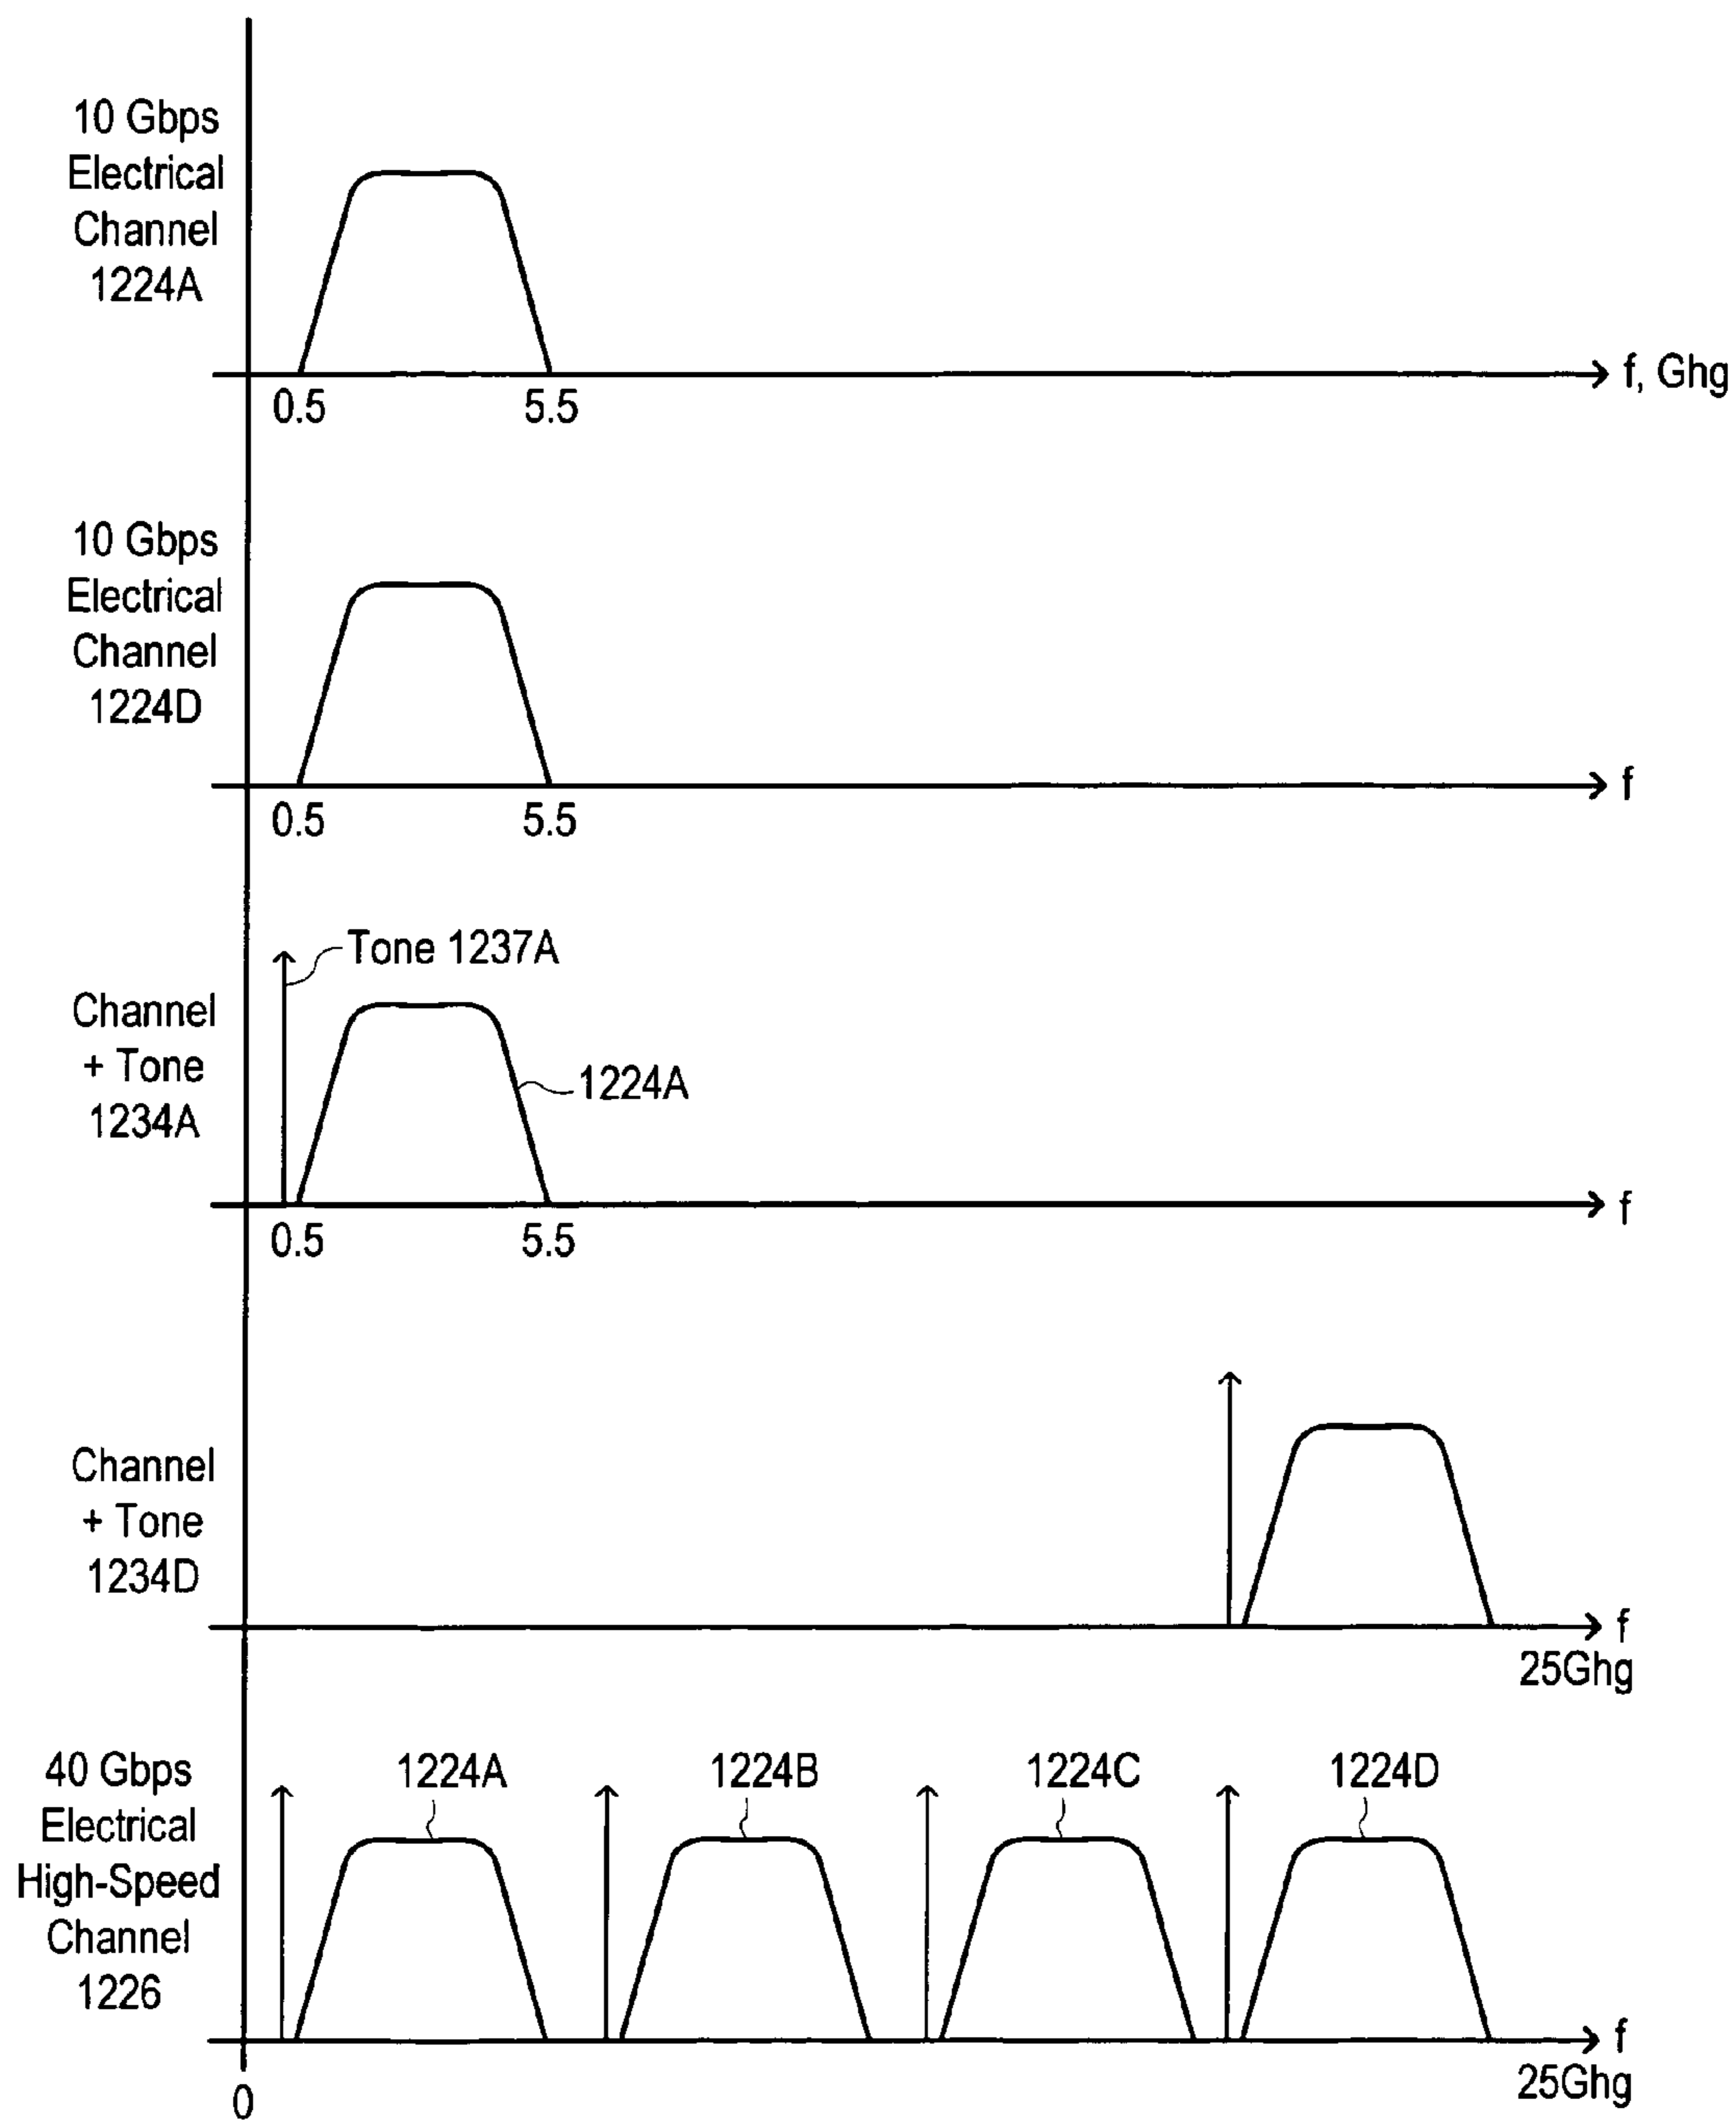 10 Gbps
Electrical
Channel
1224A
f, Ghg
0.5
5.5
10 Gbps
Electrical
Channel
1224D
f
0.5
5.5
Tone 1237A
Channel
+ Tone
1234A
1224A
f
0.5
5.5
Channel
+ Tone
1234D
f
25Ghg
40 Gbps
Electrical
High-Speed
Channel
1226
1224A
1224B
1224C
1224D
f
25Ghg
0